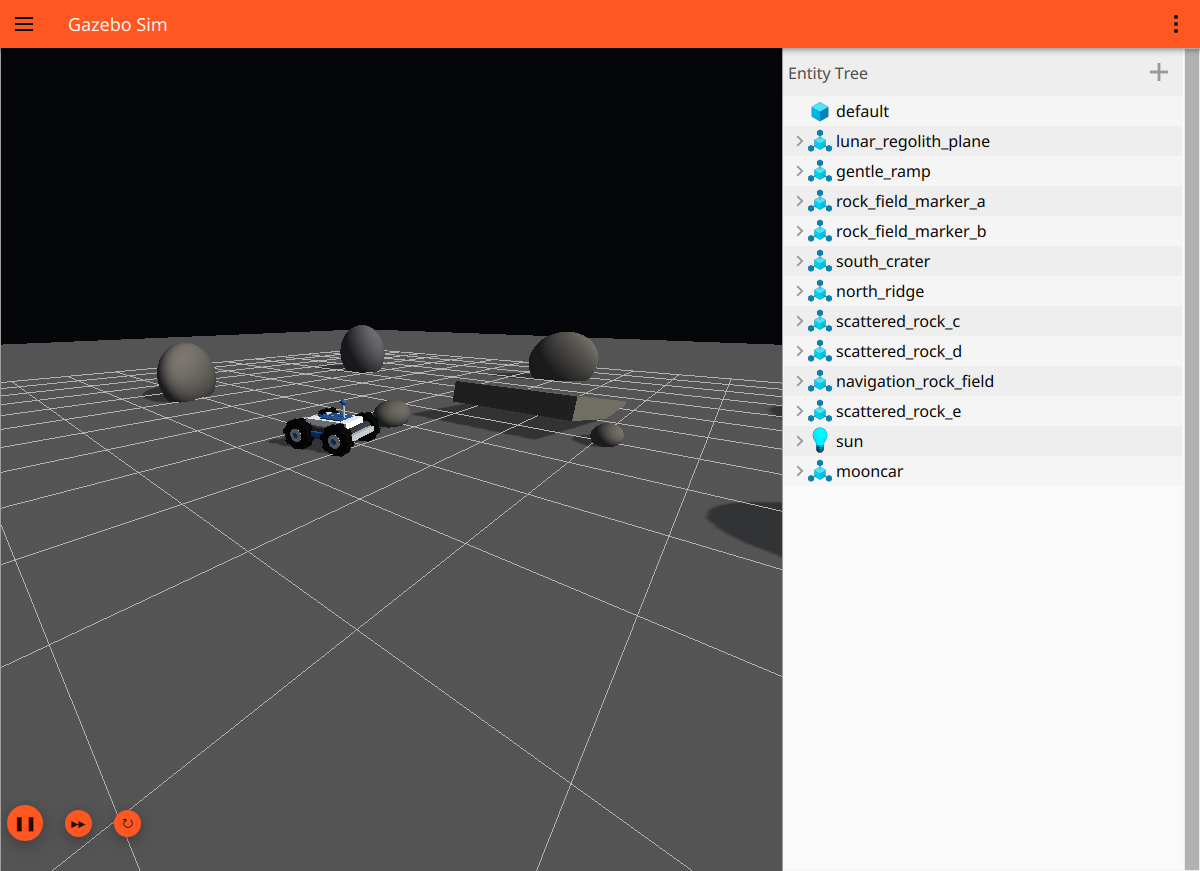 Gazebo Sim
Entity Tree
default
lunar_regolith_plane
gentle_ramp
rock_field_marker_a
rock_field_marker_b
south_crater
north_ridge
scattered_rock_c
scattered_rock_d
navigation_rock_field
scattered_rock_e
sun
mooncar